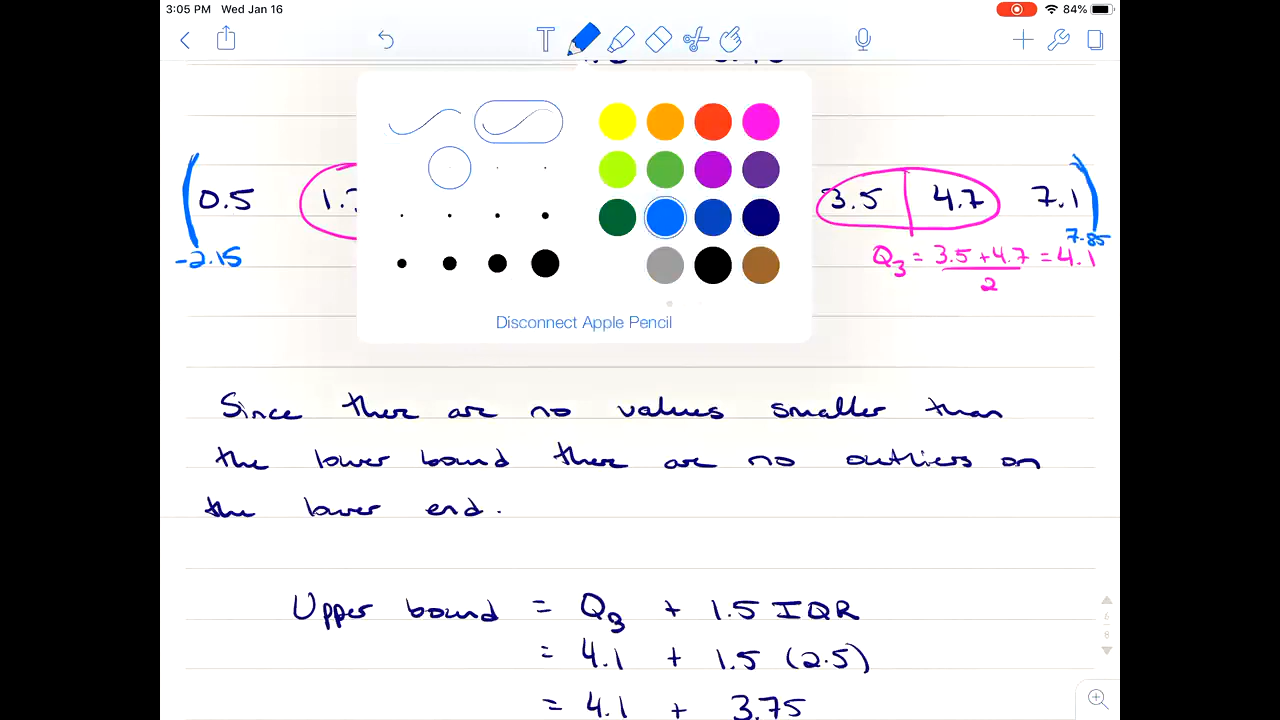 3:05 PM Wed Jan 16
84%
T
0.5
3.5 4.7 7.1
-2.15
7.85
Q3 = 3.5 + 4.7 = 4.1
2
Disconnect Apple Pencil
Since there are no values smaller than
the lower bound there are no outliers on
the lower end.
Upper bound = Q3 + 1.5 IQR
= 4.1 + 1.5 (2.5)
= 4.1 + 3.75
6
8